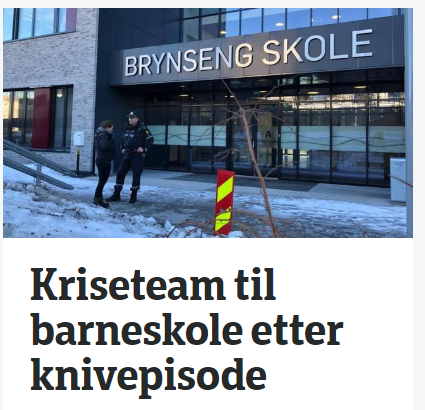 BRYNSENG SKOLE
A
Kriseteam til
barneskole etter
knivepisode